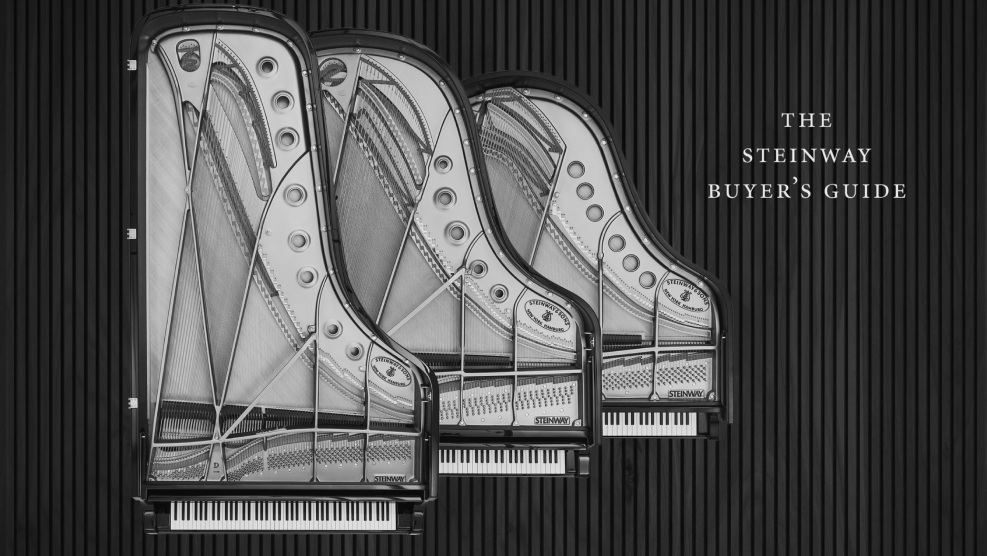 THE
STEINWAY
BUYER'S GUIDE
STEINWAY & SONS
NEW YORK HAMBURG
STEINWAY & SONS
NEW YORK HAMBURG
STEINWAY & SONS
NEW YORK HAMBURG
STEINWAY
STEINWAY
STEINWAY
D